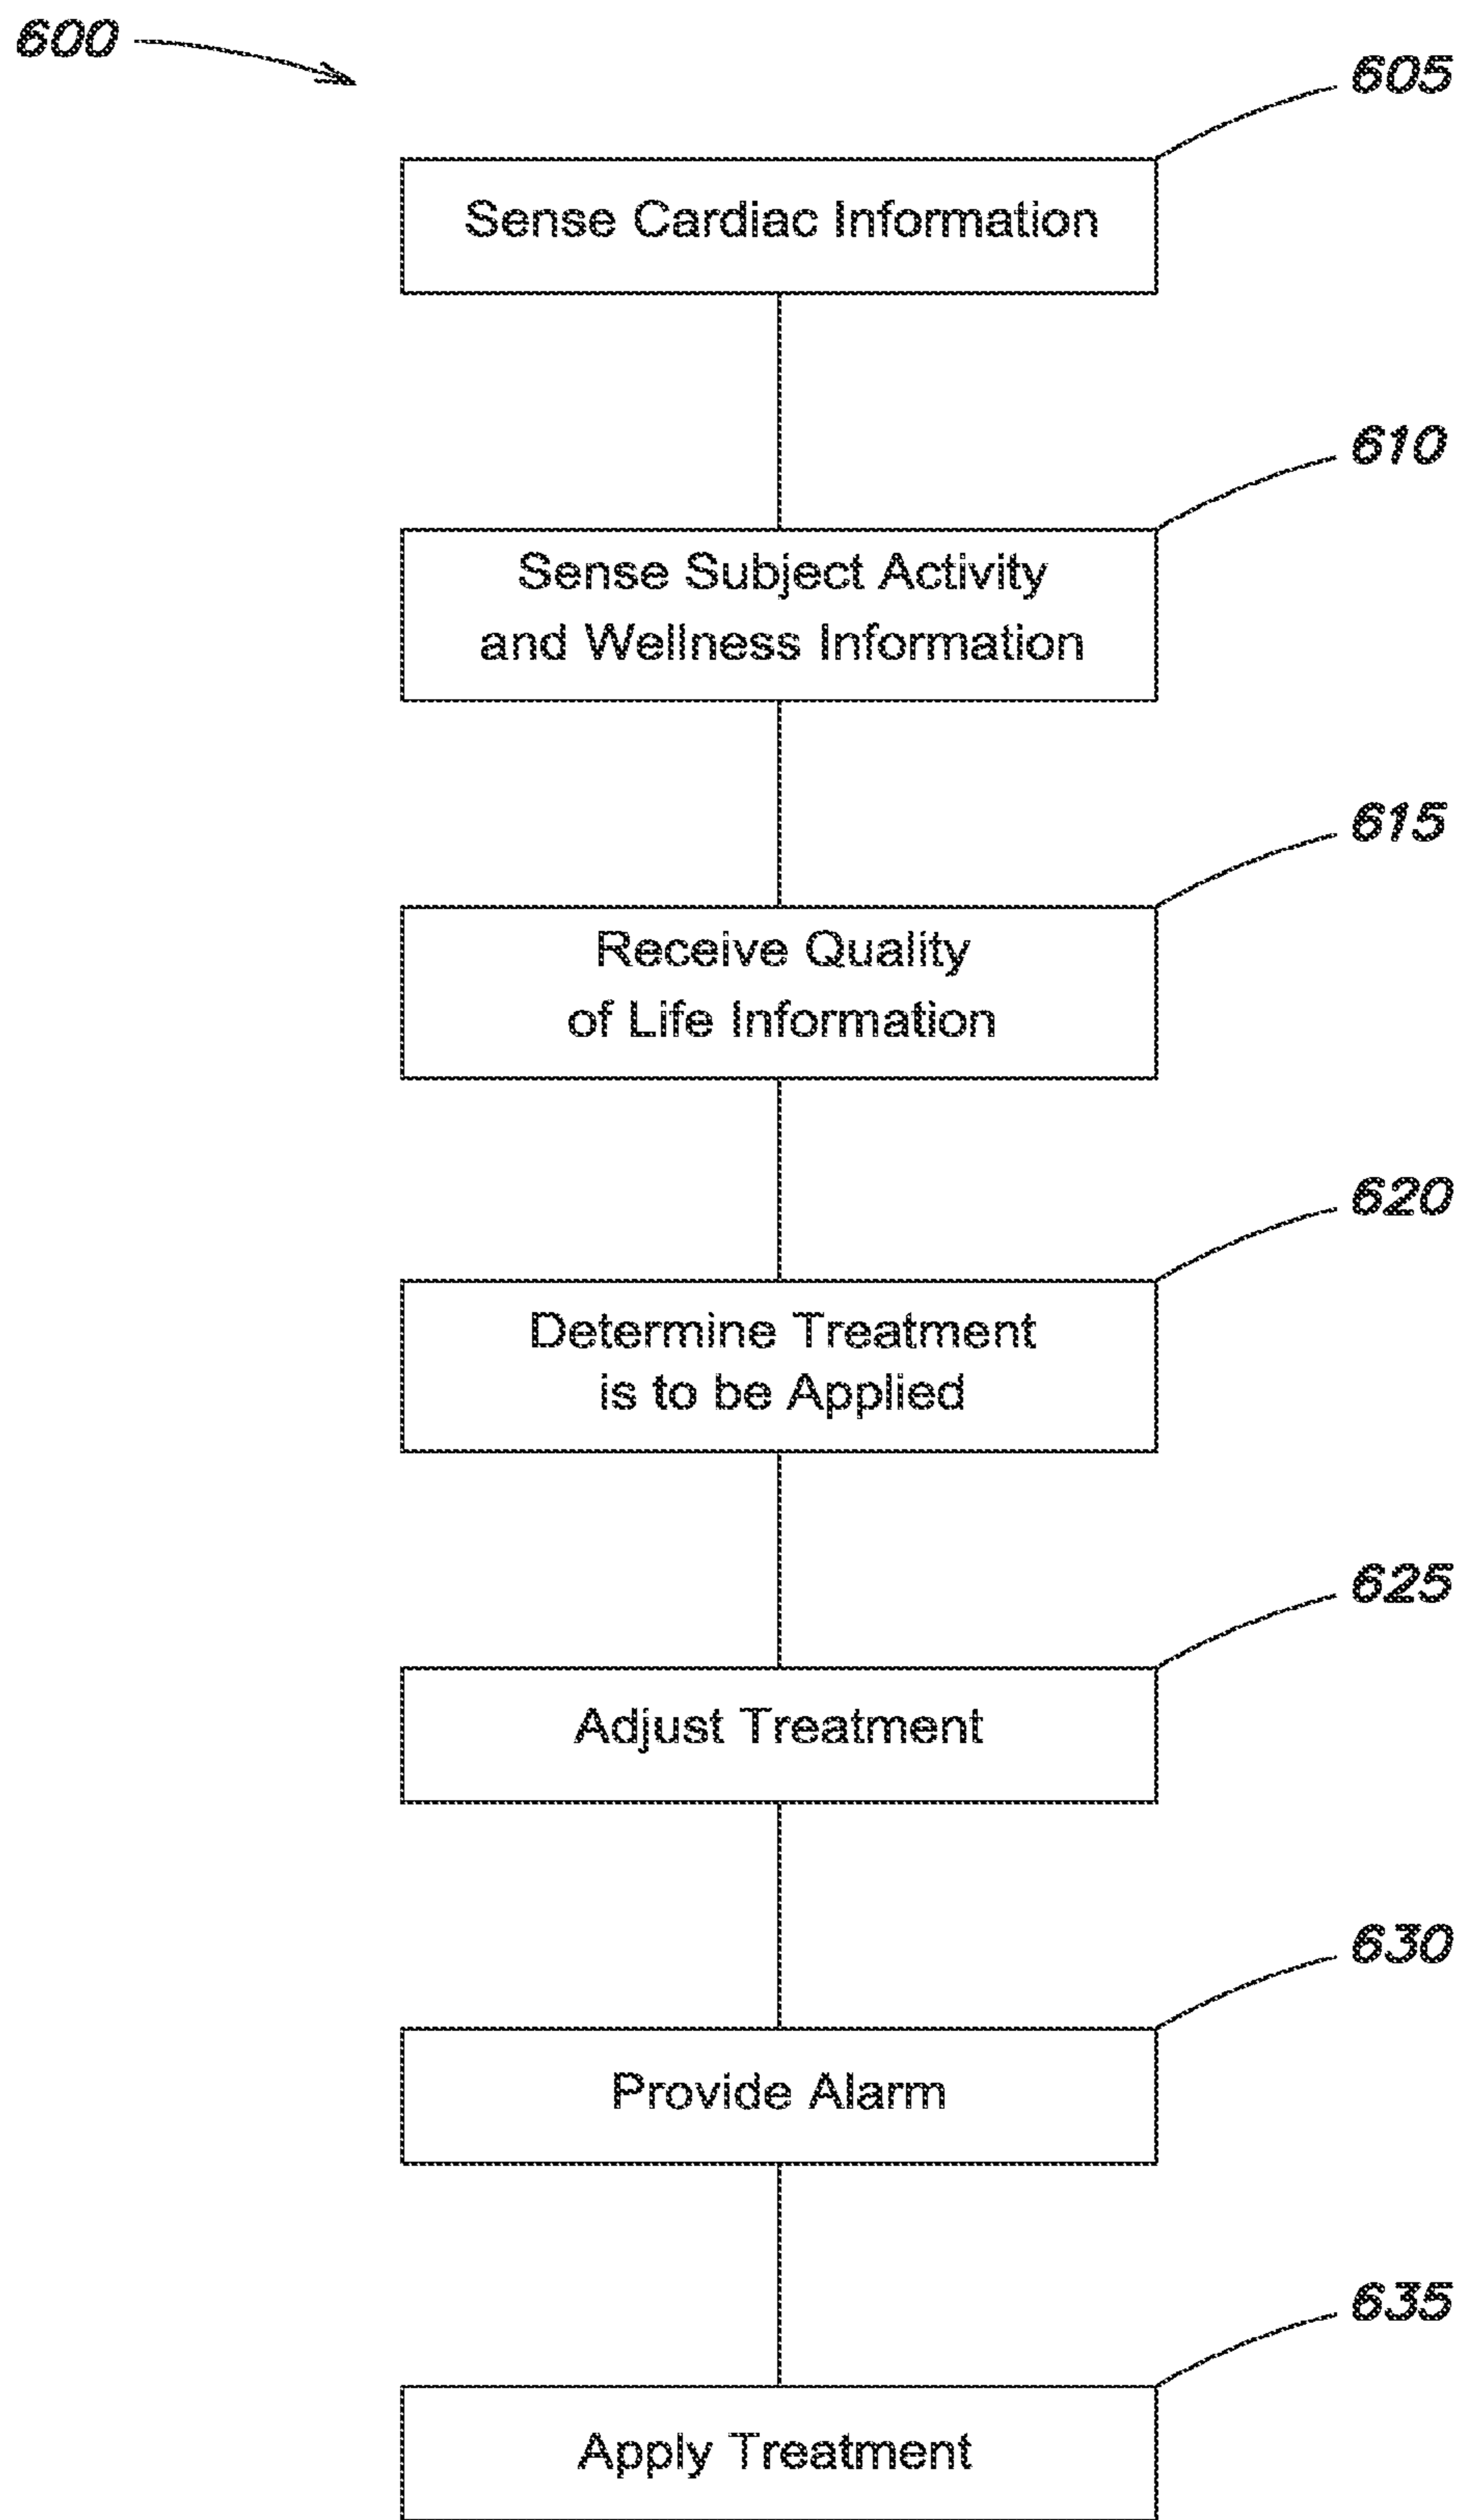 600
605
Sense Cardiac Information
610
Sense Subject Activity
and Wellness Information
615
Receive Quality
of Life Information
620
Determine Treatment
is to be Applied
625
Adjust Treatment
630
Provide Alarm
635
Apply Treatment